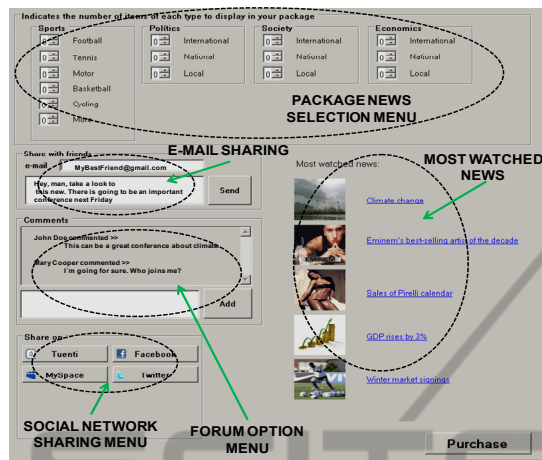 Indicates the number of items of each type to display in your package
Sports
0 Football
0 Tennis
0 Motor
0 Basketball
0 Cycling
0 More
Politics
0 International
0 National
0 Local
Society
0 International
0 National
0 Local
Economics
0 International
0 National
0 Local
PACKAGE NEWS
SELECTION MENU
Share with friends
E-MAIL SHARING
e-mail MyBestFriend@gmail.com
Hey, man, take a look to
this new. There is going to be an important
conference next Friday
Send
Comments
John Doe commented >>
This can be a great conference about climate.
Mary Cooper commented >>
I'm going for sure. Who joins me?
Add
Share on
Tuenti
Facebook
MySpace
Twitter
SOCIAL NETWORK
SHARING MENU
FORUM OPTION
MENU
Most watched news:
MOST WATCHED
NEWS
Climate change
EMINEM
Eminem's best-selling artist of the decade
Sales of Pirelli calendar
GDP rises by 3%
Winter market signings
Purchase